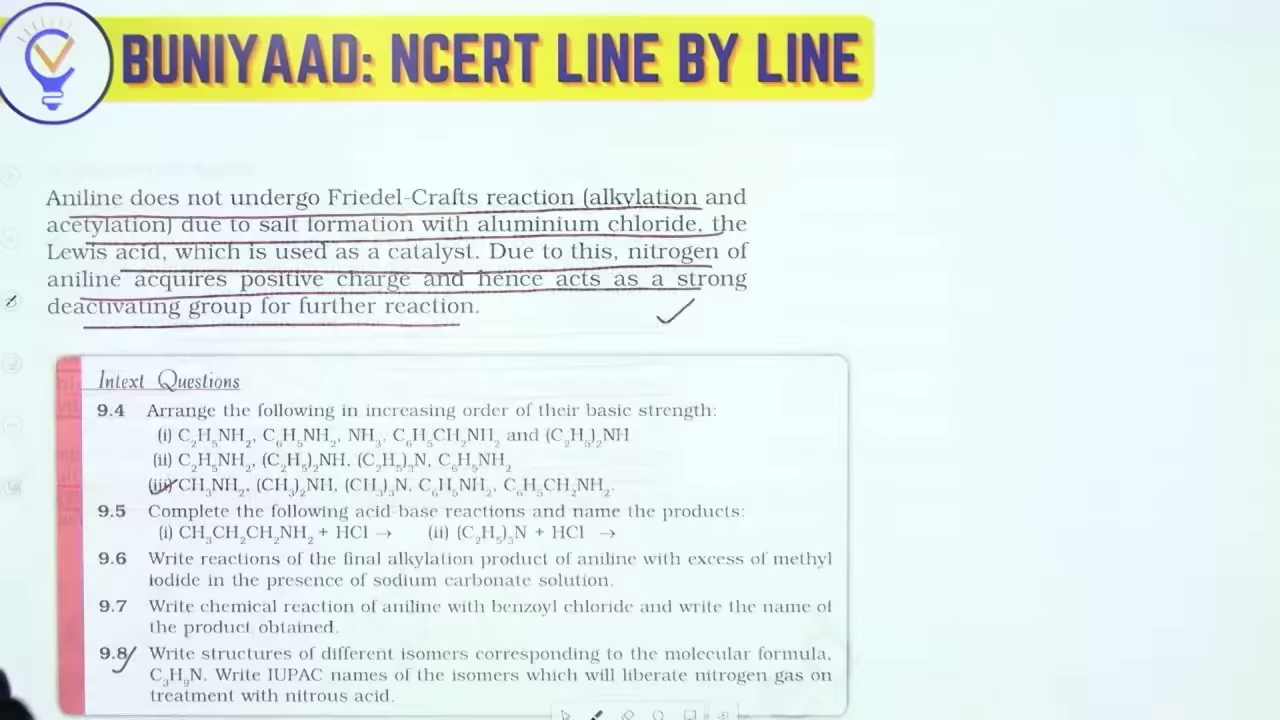 BUNIYAAD: NCERT LINE BY LINE
Aniline does not undergo Friedel-Crafts reaction (alkylation and
acetylation) due to salt formation with aluminium chloride, the
Lewis acid, which is used as a catalyst. Due to this, nitrogen of
aniline acquires positive charge and hence acts as a strong
deactivating group for further reaction.
Intext Questions
9.4 Arrange the following in increasing order of their basic strength:
(i) C₂H₅NH₂, C₆H₅NH₂, NH₃, C₆H₅CH₂NH₂ and (C₂H₅)₂NH
(ii) C₂H₅NH₂, (C₂H₅)₂NH, (C₂H₅)₃N, C₆H₅NH₂
(iii) CH₃NH₂, (CH₃)₂NH, (CH₃)₃N, C₆H₅NH₂, C₆H₅CH₂NH₂.
9.5 Complete the following acid-base reactions and name the products:
(i) CH₃CH₂CH₂NH₂ + HCl → (ii) (C₂H₅)₃N + HCl →
9.6 Write reactions of the final alkylation product of aniline with excess of methyl
iodide in the presence of sodium carbonate solution.
9.7 Write chemical reaction of aniline with benzoyl chloride and write the name of
the product obtained.
9.8 Write structures of different isomers corresponding to the molecular formula,
C₃H₉N. Write IUPAC names of the isomers which will liberate nitrogen gas on
treatment with nitrous acid.